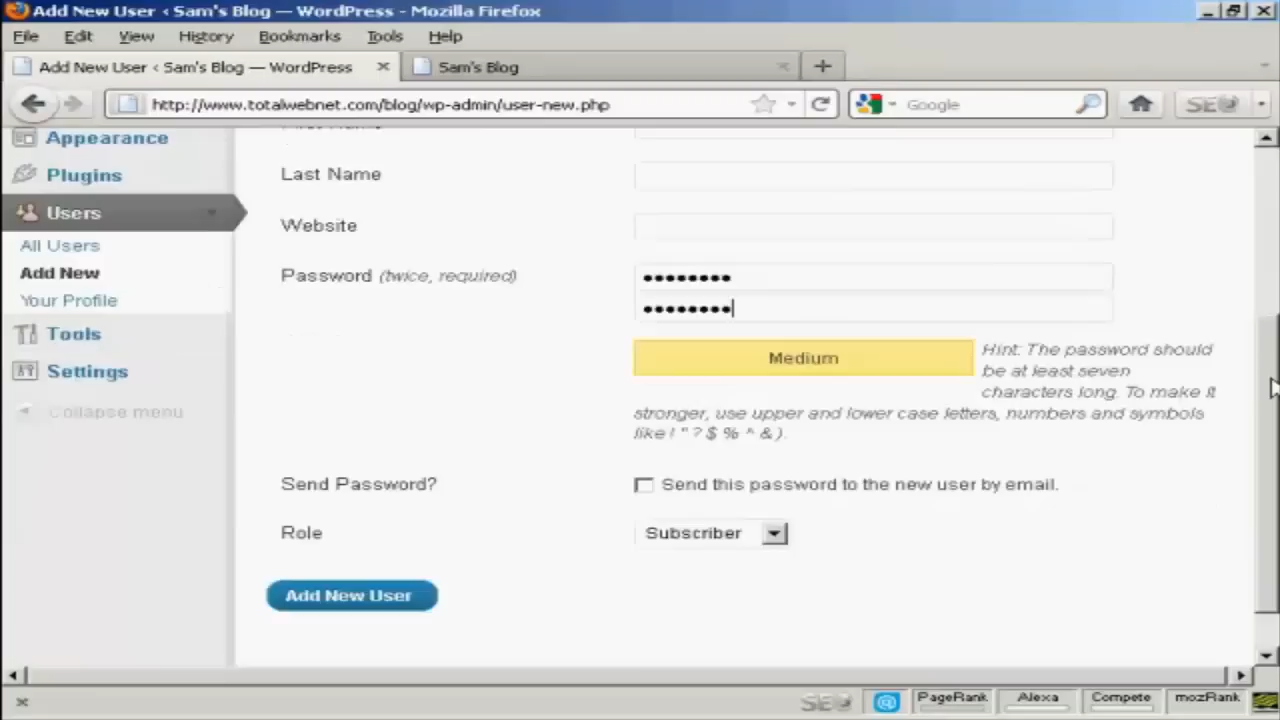 Add New User ‹ Sam's Blog — WordPress - Mozilla Firefox
File Edit View History Bookmarks Tools Help
Add New User ‹ Sam's Blog — WordPress
Sam's Blog
http://www.totalwebnet.com/blog/wp-admin/user-new.php
Google
SEO
Appearance
Plugins
Users
All Users
Add New
Your Profile
Tools
Settings
Collapse menu
Last Name
Website
Password (twice, required)
Medium
Hint: The password should
be at least seven
characters long. To make it
stronger, use upper and lower case letters, numbers and symbols
like ! " ? $ % ^ & ).
Send Password?
Send this password to the new user by email.
Role
Subscriber
Add New User
SEO
PageRank
Alexa
Compete
mozRank